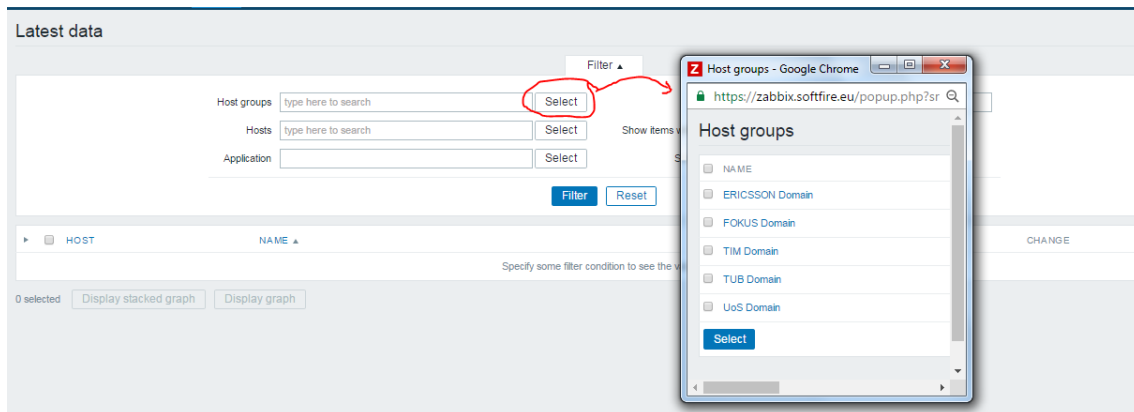 Latest data
Filter ▲
Host groups type here to search Select
Hosts type here to search Select Show items w
Application Select S
Filter Reset
HOST NAME ▲ CHANGE
Specify some filter condition to see the v
0 selected Display stacked graph Display graph
Z Host groups - Google Chrome
https://zabbix.softfire.eu/popup.php?sr
Host groups
NAME
ERICSSON Domain
FOKUS Domain
TIM Domain
TUB Domain
UoS Domain
Select